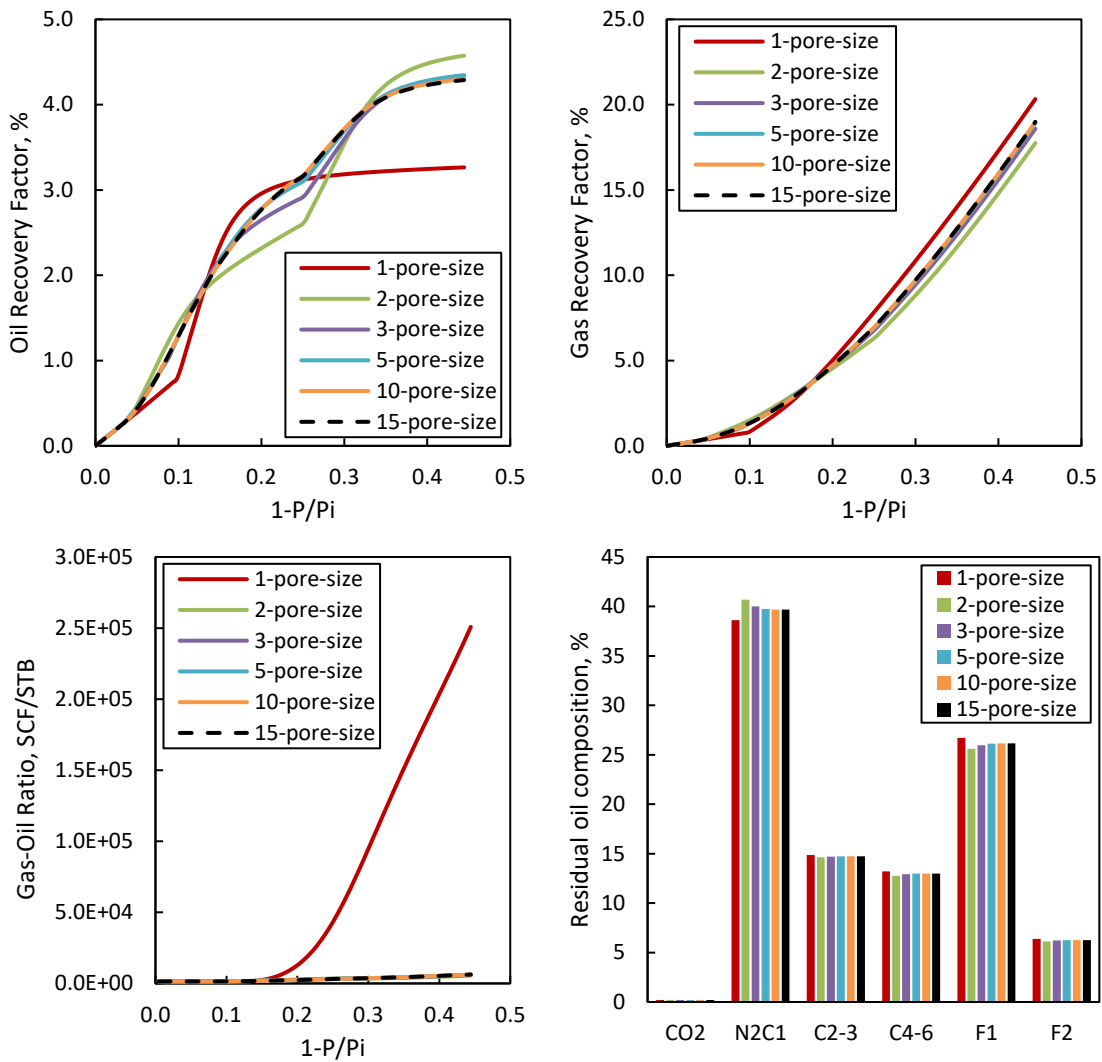 Oil Recovery Factor, %
5.0
4.0
3.0
2.0
1.0
0.0
1-pore-size
2-pore-size
3-pore-size
5-pore-size
10-pore-size
15-pore-size
0.0 0.1 0.2 0.3 0.4 0.5
1-P/Pi
Gas Recovery Factor, %
25.0
20.0
15.0
10.0
5.0
0.0
1-pore-size
2-pore-size
3-pore-size
5-pore-size
10-pore-size
15-pore-size
0.0 0.1 0.2 0.3 0.4 0.5
1-P/Pi
Gas-Oil Ratio, SCF/STB
3.0E+05
2.5E+05
2.0E+05
1.5E+05
1.0E+05
5.0E+04
0.0E+00
1-pore-size
2-pore-size
3-pore-size
5-pore-size
10-pore-size
15-pore-size
0.0 0.1 0.2 0.3 0.4 0.5
1-P/Pi
Residual oil composition, %
45
40
35
30
25
20
15
10
5
0
1-pore-size
2-pore-size
3-pore-size
5-pore-size
10-pore-size
15-pore-size
CO2 N2C1 C2-3 C4-6 F1 F2